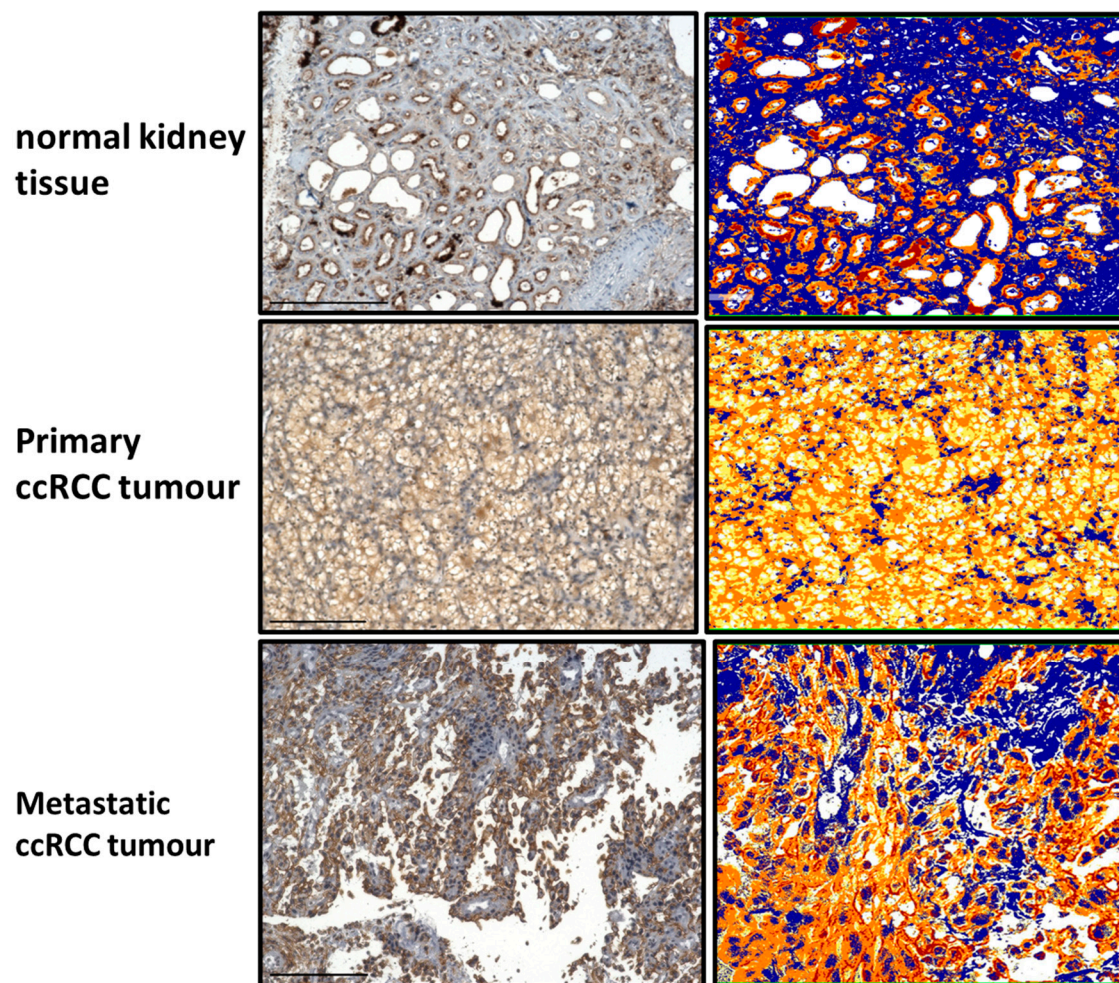 normal kidney
tissue
Primary
ccRCC tumour
Metastatic
ccRCC tumour